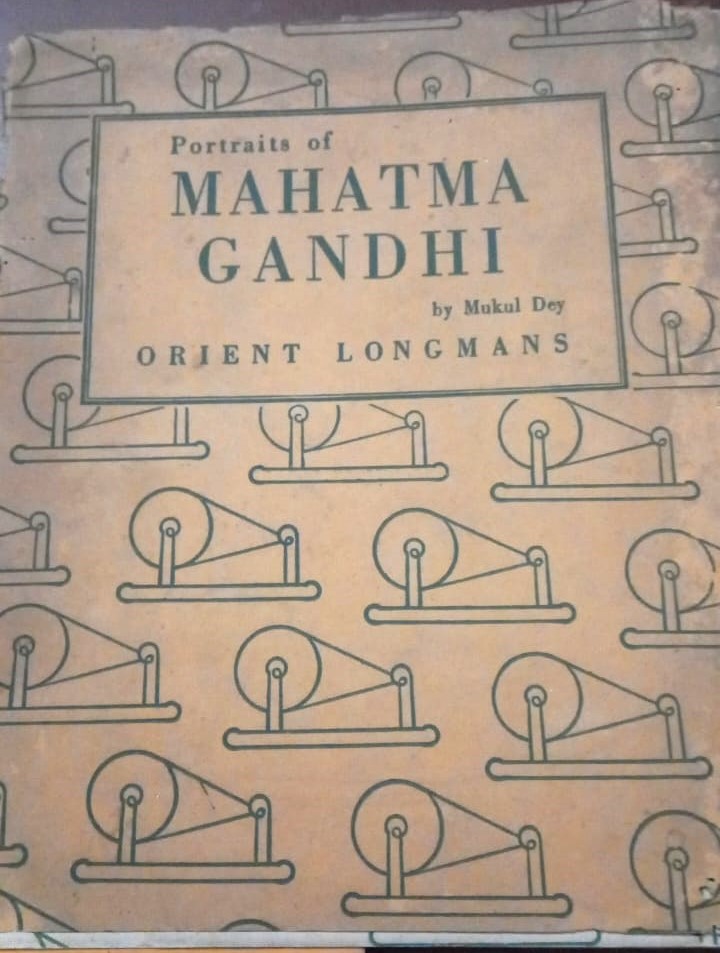 Portraits of
MAHATMA
GANDHI
by Mukul Dey
ORIENT LONGMANS